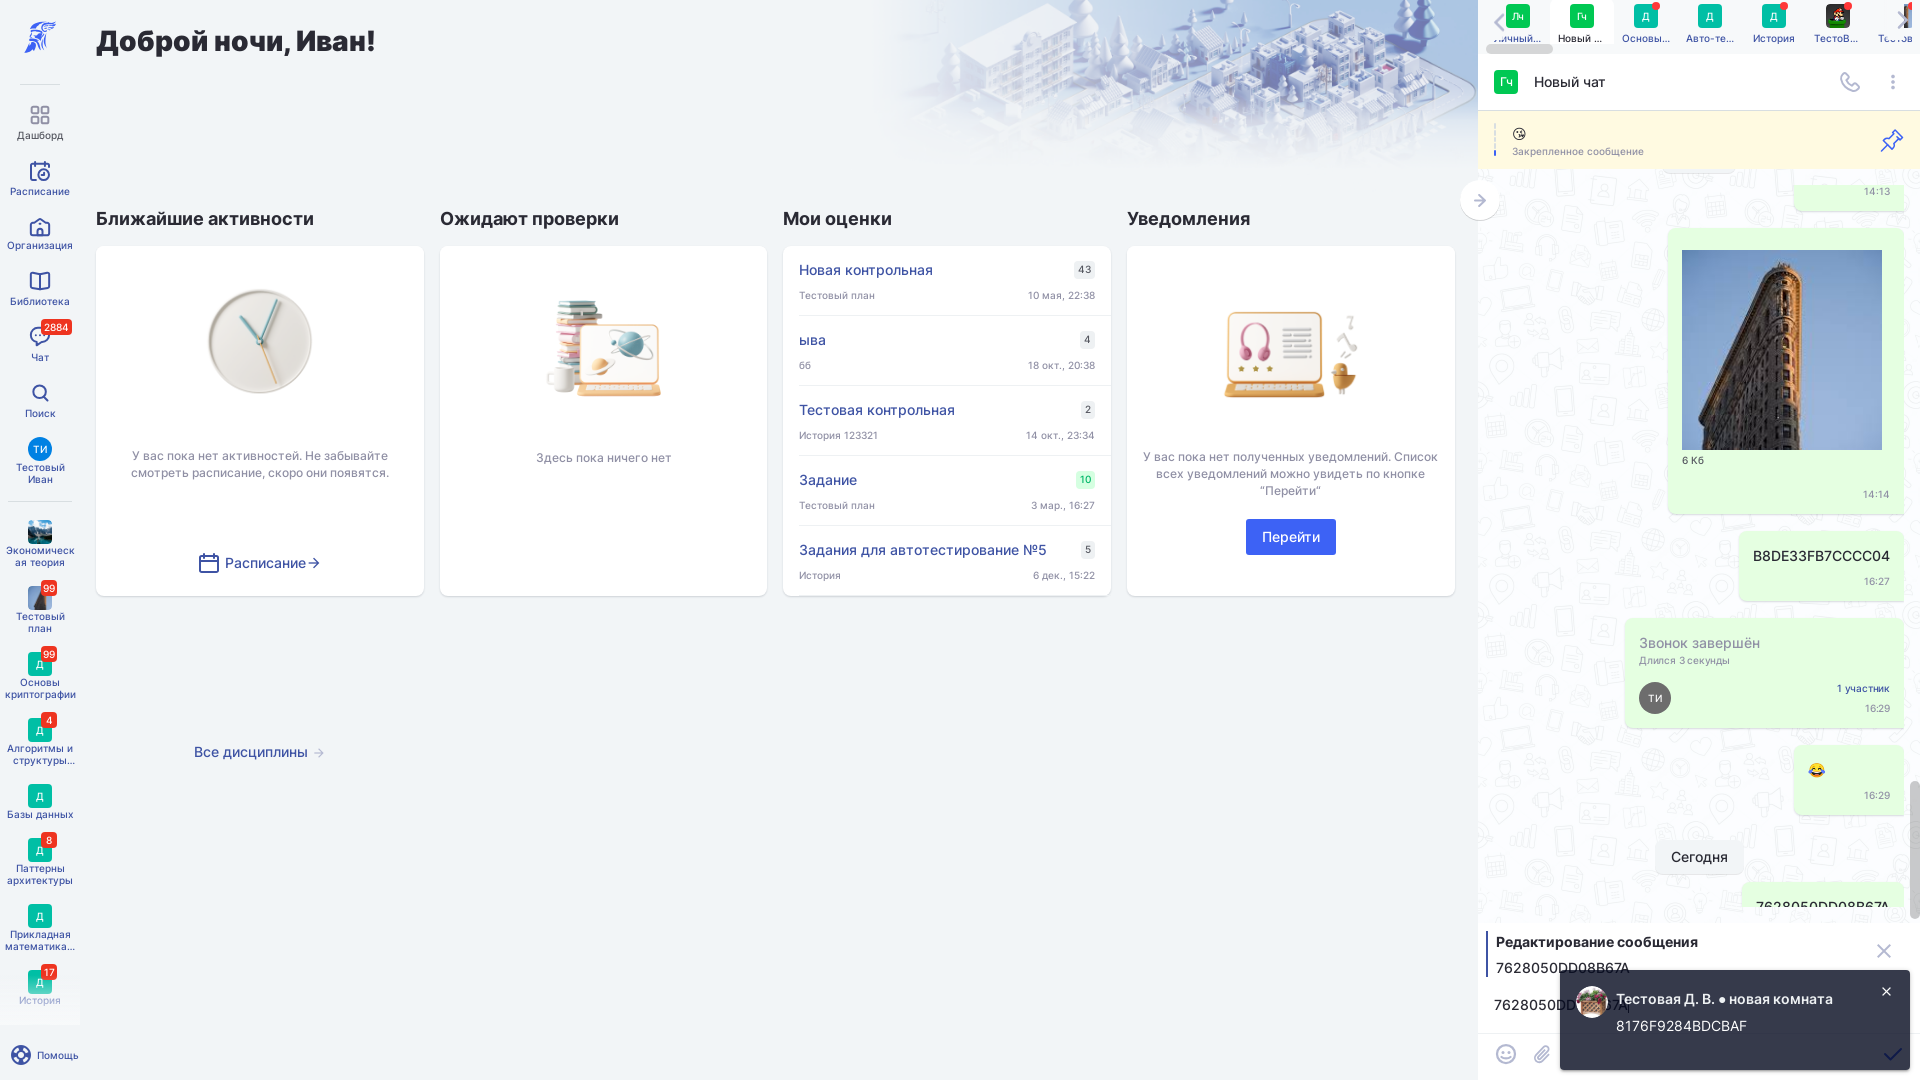 Доброй ночи, Иван!
Дашборд
Расписание
Организация
Библиотека
2884
Чат
Поиск
ТИ
Тестовый
Иван
Экономическ
ая теория
99
Тестовый
план
99
Д
Основы
криптографии
4
Д
Алгоритмы и
структуры...
Д
Базы данных
8
Д
Паттерны
архитектуры
Д
Прикладная
математика...
17
Д
История
Помощь
Ближайшие активности
У вас пока нет активностей. Не забывайте
смотреть расписание, скоро они появятся.
Расписание
Ожидают проверки
Здесь пока ничего нет
Мои оценки
Новая контрольная 43
Тестовый план 10 мая, 22:38
ыва 4
бб 18 окт., 20:38
Тестовая контрольная 2
История 123321 14 окт., 23:34
Задание 10
Тестовый план 3 мар., 16:27
Задания для автотестирование №5 5
История 6 дек., 15:22
Уведомления
У вас пока нет полученных уведомлений. Список
всех уведомлений можно увидеть по кнопке
“Перейти”
Перейти
Все дисциплины
Лч Гч Д Д Д
Личный... Новый ... Основы... Авто-те... История ТестоВ...
Гч Новый чат
😘
Закрепленное сообщение
14:13
6 Кб
14:14
B8DE33FB7CCCC04
16:27
Звонок завершён
Длился 3 секунды
ТИ
1 участник
16:29
😂
16:29
Сегодня
7628050DD08B67A
Редактирование сообщения
7628050DD08B67A
7628050DD08B67A
Тестовая Д. В. • новая комната
8176F9284BDCBAF